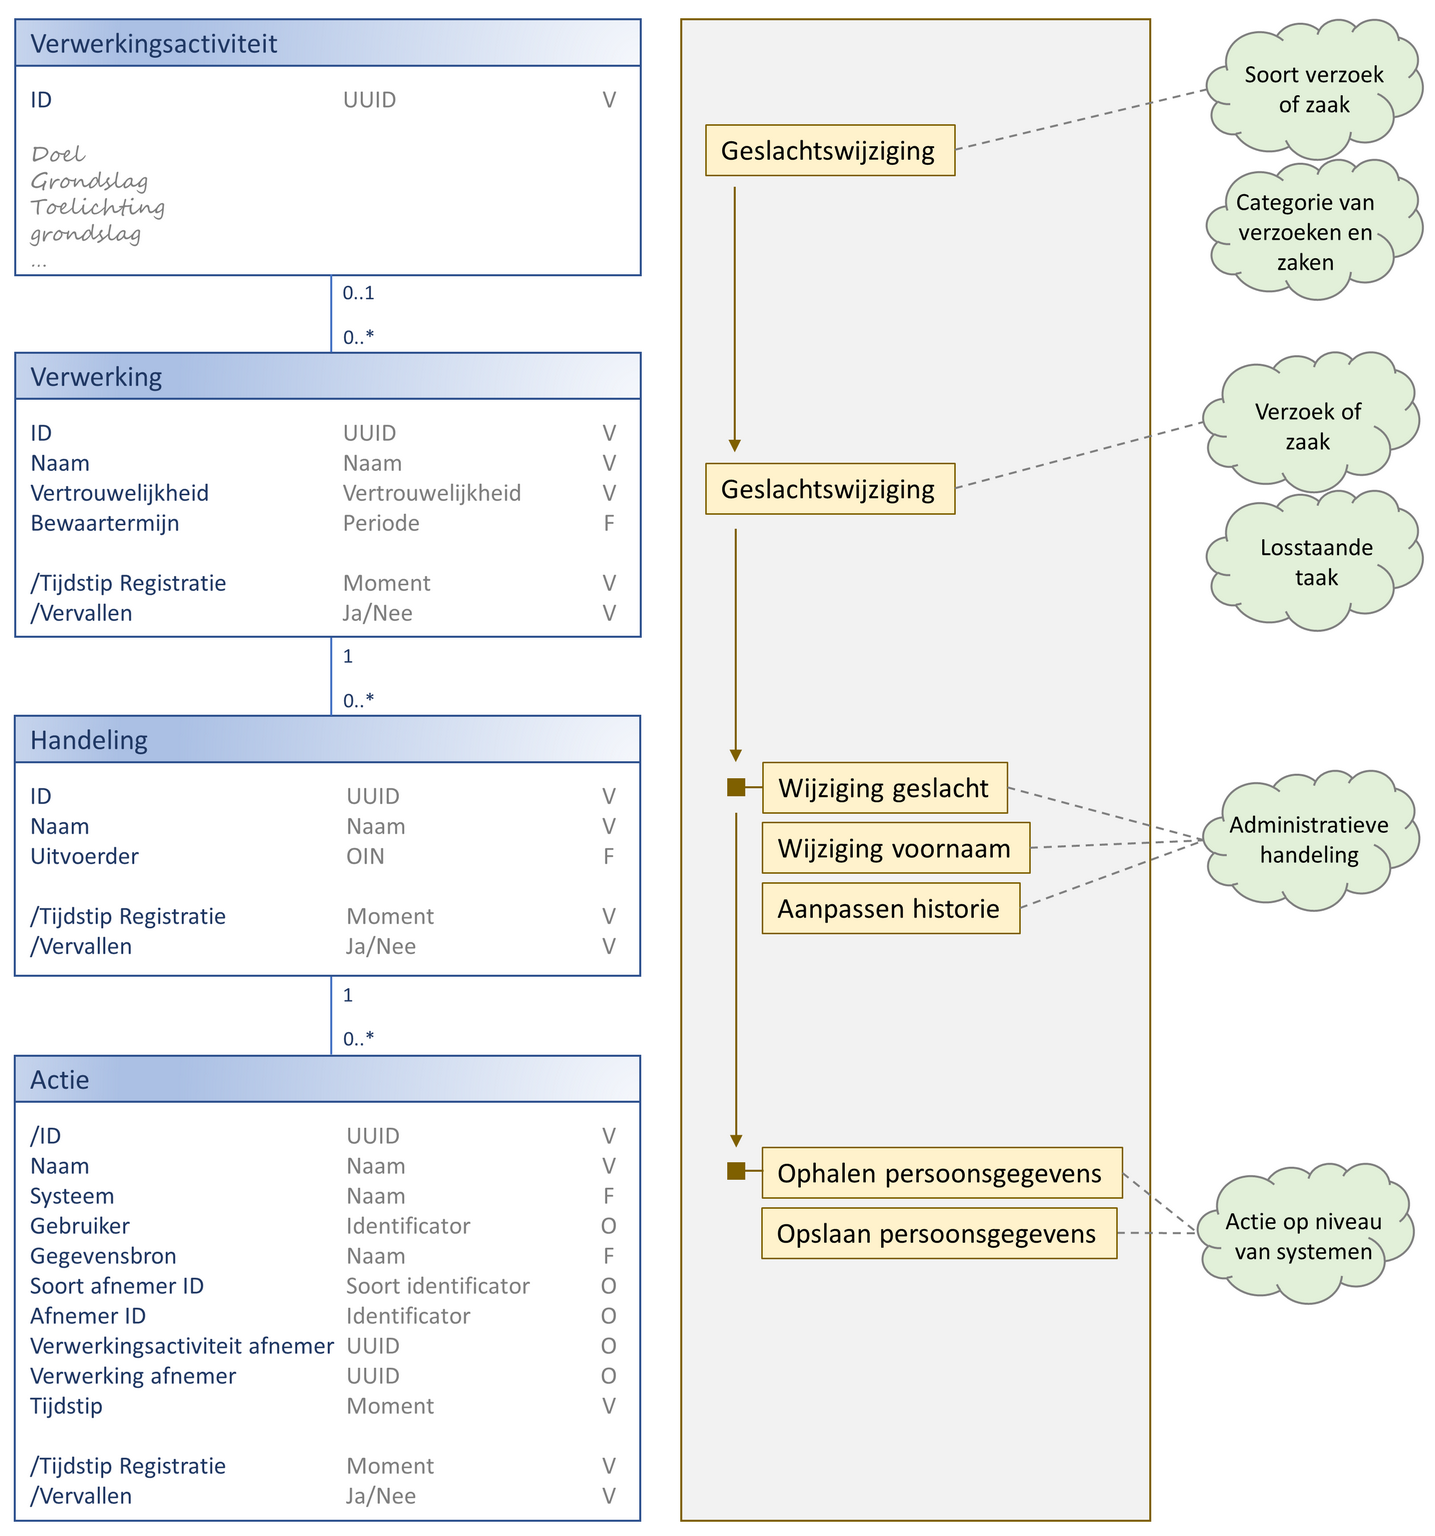 Verwerkingsactiviteit
ID UUID V
Doel
Grondslag
Toelichting
grondslag
...
0..1
0..*
Verwerking
ID UUID V
Naam Naam V
Vertrouwelijkheid Vertrouwelijkheid V
Bewaartermijn Periode F
/Tijdstip Registratie Moment V
/Vervallen Ja/Nee V
1
0..*
Handeling
ID UUID V
Naam Naam V
Uitvoerder OIN F
/Tijdstip Registratie Moment V
/Vervallen Ja/Nee V
1
0..*
Actie
/ID UUID V
Naam Naam V
Systeem Naam F
Gebruiker Identificator O
Gegevensbron Naam F
Soort afnemer ID Soort identificator O
Afnemer ID Identificator O
Verwerkingsactiviteit afnemer UUID O
Verwerking afnemer UUID O
Tijdstip Moment V
/Tijdstip Registratie Moment V
/Vervallen Ja/Nee V
Geslachtswijziging
Geslachtswijziging
Wijziging geslacht
Wijziging voornaam
Aanpassen historie
Ophalen persoonsgegevens
Opslaan persoonsgegevens
Soort verzoek
of zaak
Categorie van
verzoeken en
zaken
Verzoek of
zaak
Losstaande
taak
Administratieve
handeling
Actie op niveau
van systemen